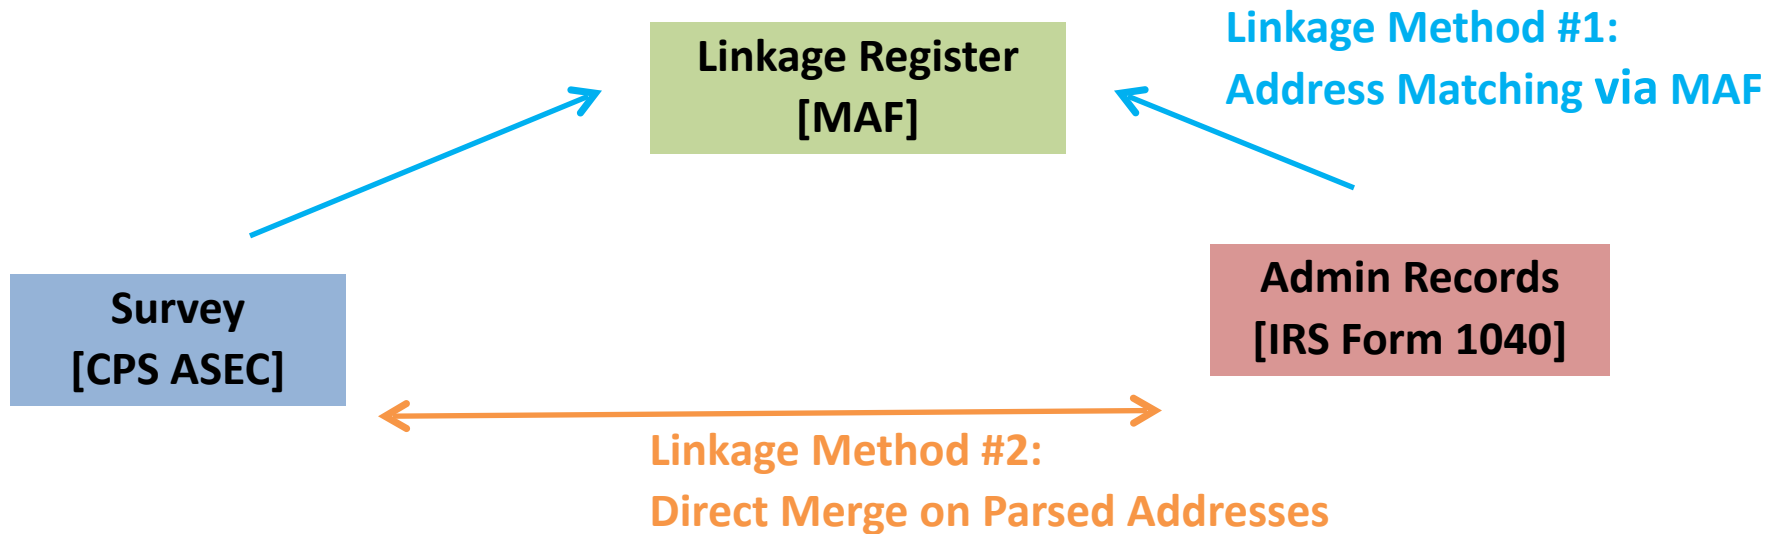 Linkage Register
[MAF]
Linkage Method #1:
Address Matching via MAF
Survey
[CPS ASEC]
Admin Records
[IRS Form 1040]
Linkage Method #2:
Direct Merge on Parsed Addresses